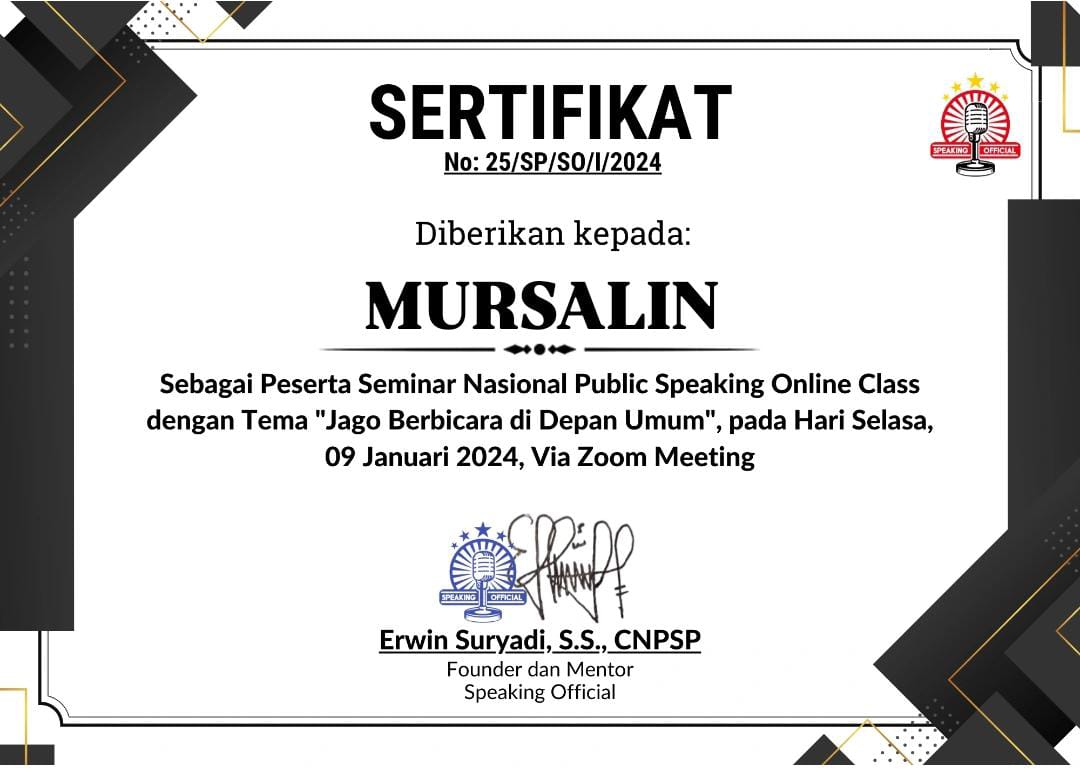 SERTIFIKAT
No: 25/SP/SO/I/2024
SPEAKING OFFICIAL
Diberikan kepada:
MURSALIN
Sebagai Peserta Seminar Nasional Public Speaking Online Class
dengan Tema "Jago Berbicara di Depan Umum", pada Hari Selasa,
09 Januari 2024, Via Zoom Meeting
SPEAKING OFFICIAL
Erwin Suryadi, S.S., CNPSP
Founder dan Mentor
Speaking Official